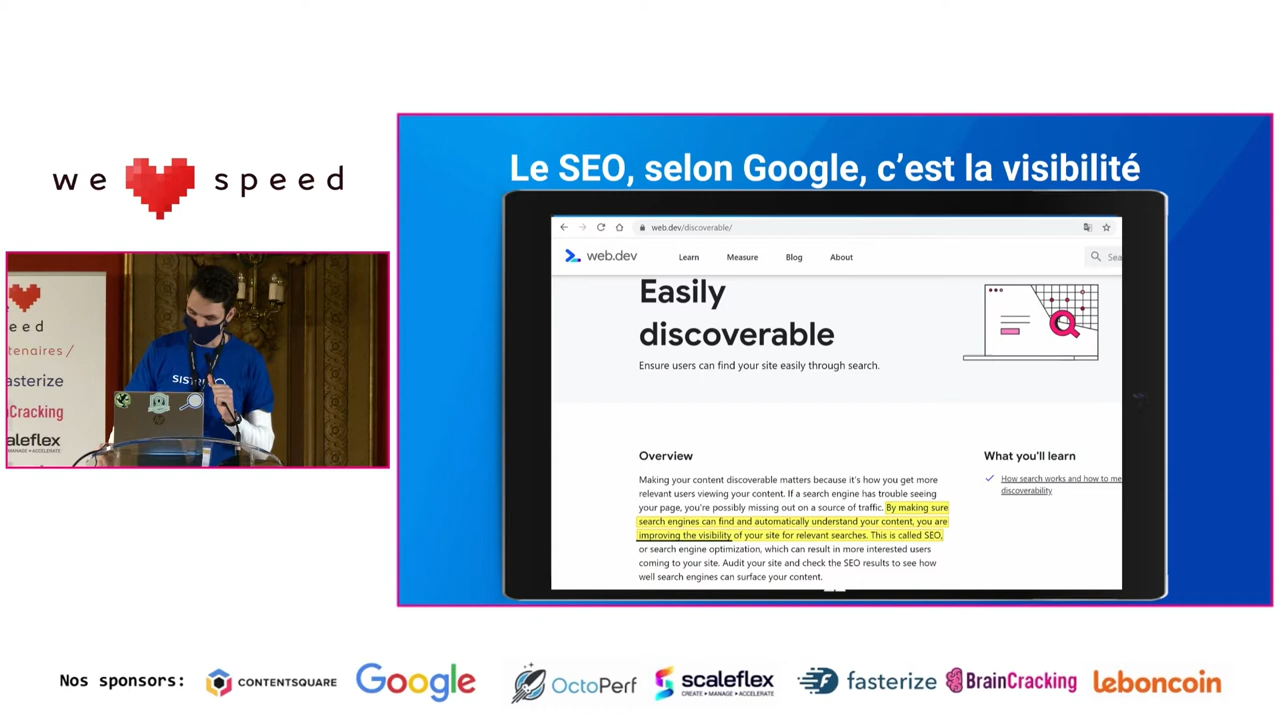 we speed
eed
tenaires/
asterize
Cracking
aleflex
MANAGE • ACCELERATE
Le SEO, selon Google, c’est la visibilité
web.dev/discoverable/
web.dev
Learn
Measure
Blog
About
Sea
Easily
discoverable
Ensure users can find your site easily through search.
Overview
Making your content discoverable matters because it's how you get more
relevant users viewing your content. If a search engine has trouble seeing
your page, you're possibly missing out on a source of traffic. By making sure
search engines can find and automatically understand your content, you are
improving the visibility of your site for relevant searches. This is called SEO,
or search engine optimization, which can result in more interested users
coming to your site. Audit your site and check the SEO results to see how
well search engines can surface your content.
What you'll learn
How search works and how to me
discoverability
Nos sponsors:
CONTENTSQUARE
Google
OctoPerf
scaleflex
CREATE • MANAGE • ACCELERATE
fasterize
BrainCracking
leboncoin